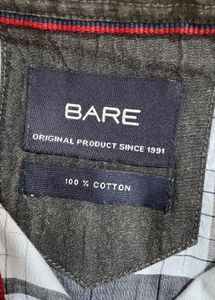 BARE
ORIGINAL PRODUCT SINCE 1991
100 % COTTON